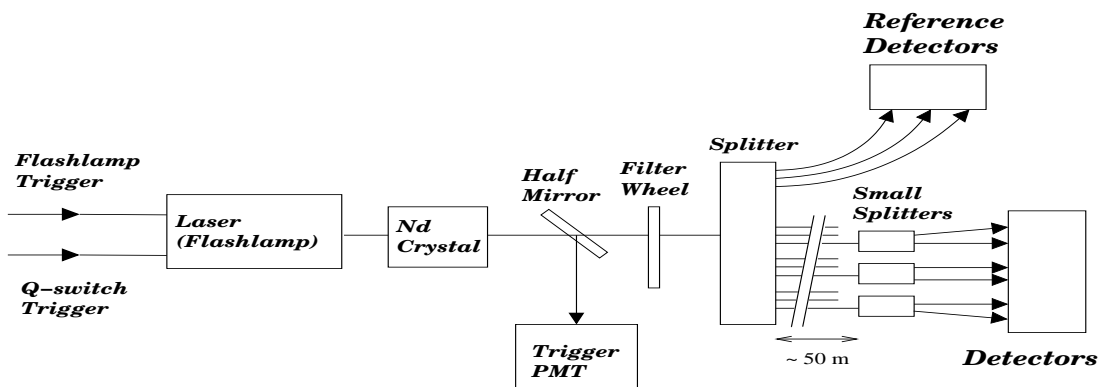 Reference
Detectors
Splitter
Flashlamp
Trigger
Half
Mirror
Filter
Wheel
Small
Splitters
Laser
(Flashlamp)
Nd
Crystal
Q-switch
Trigger
Trigger
PMT
~ 50 m
Detectors